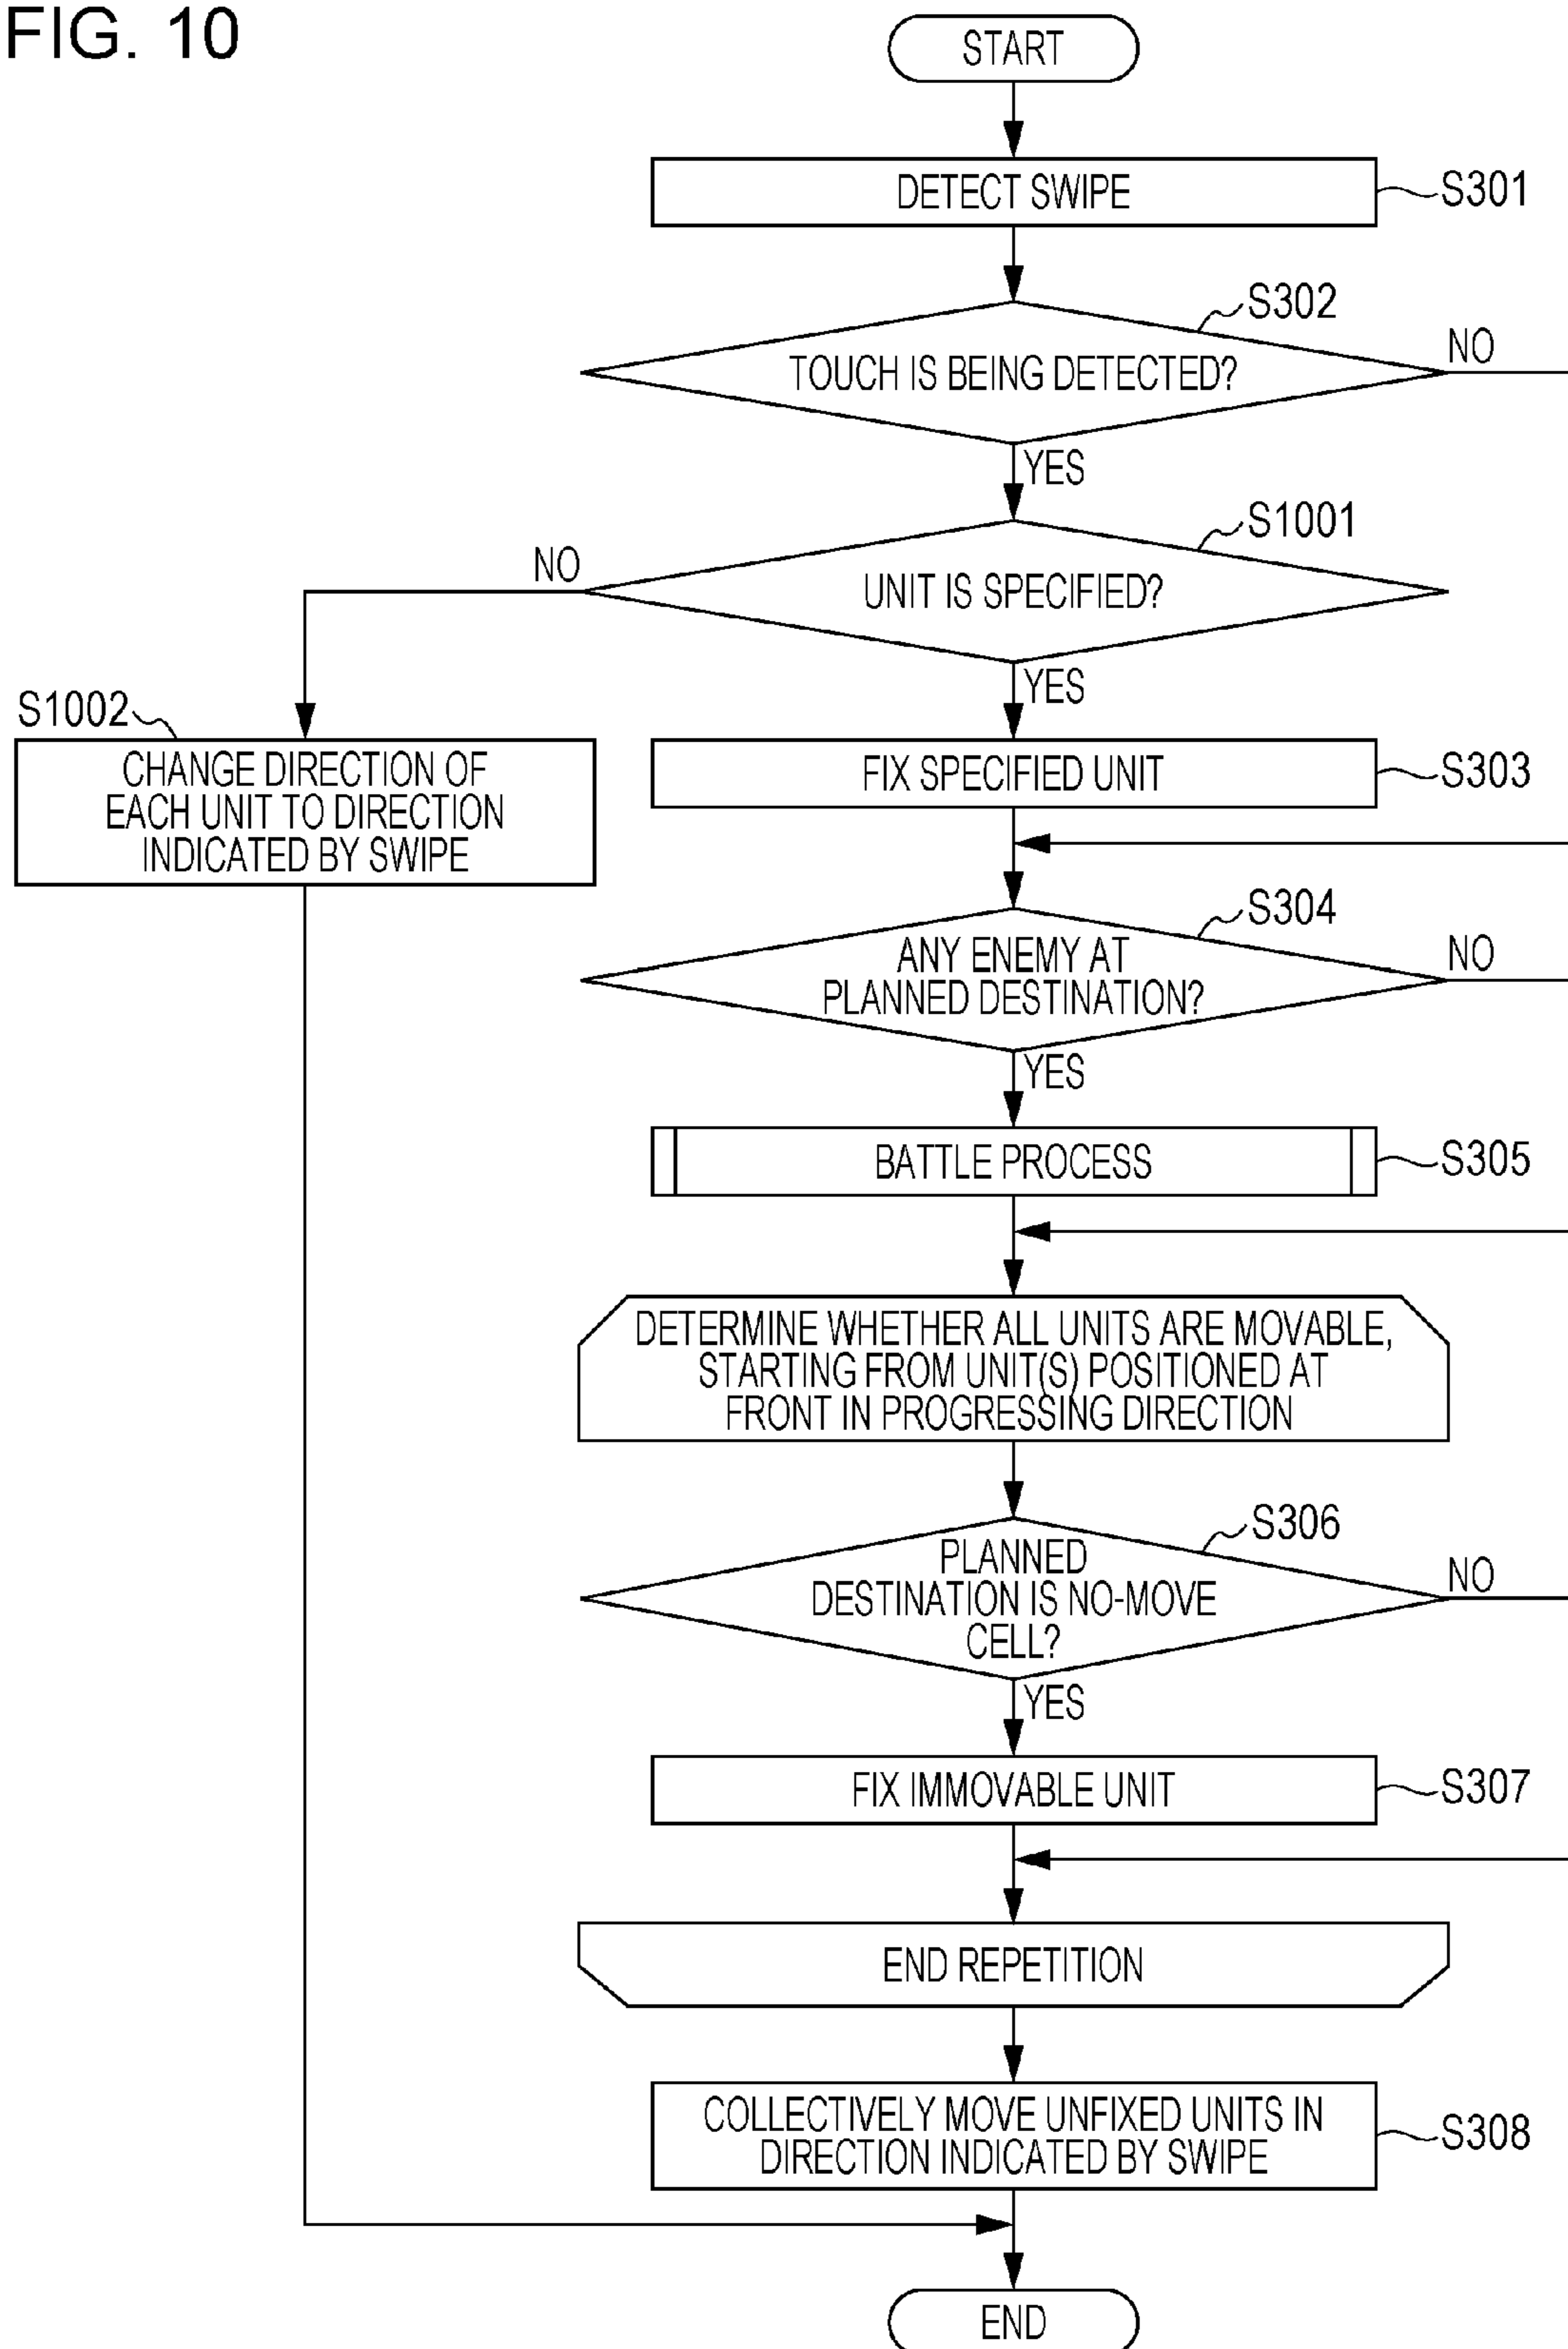 FIG. 10
START
DETECT SWIPE
S301
S302
TOUCH IS BEING DETECTED?
NO
YES
S1001
UNIT IS SPECIFIED?
NO
YES
S1002
CHANGE DIRECTION OF
EACH UNIT TO DIRECTION
INDICATED BY SWIPE
FIX SPECIFIED UNIT
S303
S304
ANY ENEMY AT
PLANNED DESTINATION?
NO
YES
BATTLE PROCESS
S305
DETERMINE WHETHER ALL UNITS ARE MOVABLE,
STARTING FROM UNIT(S) POSITIONED AT
FRONT IN PROGRESSING DIRECTION
S306
PLANNED
DESTINATION IS NO-MOVE
CELL?
NO
YES
FIX IMMOVABLE UNIT
S307
END REPETITION
COLLECTIVELY MOVE UNFIXED UNITS IN
DIRECTION INDICATED BY SWIPE
S308
END